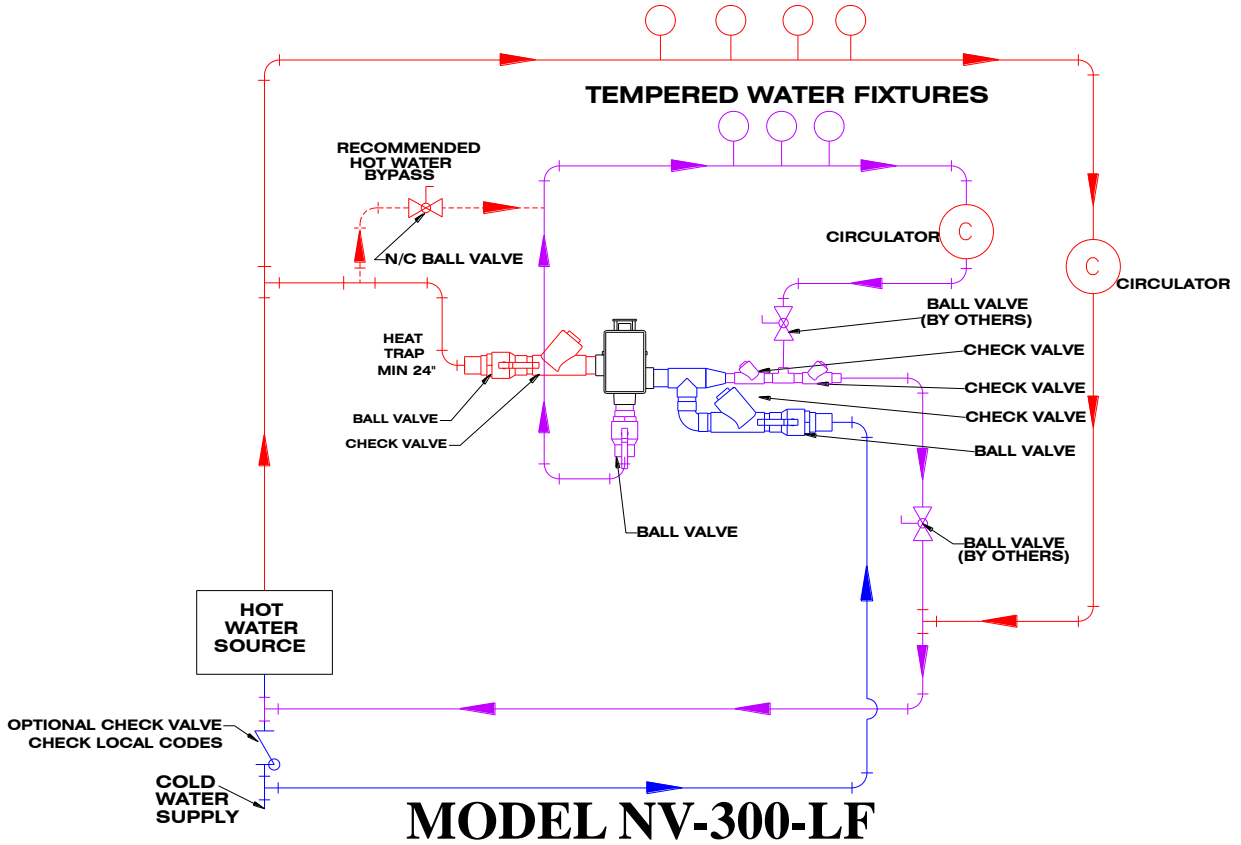 TEMPERED WATER FIXTURES
RECOMMENDED
HOT WATER
BYPASS
N/C BALL VALVE
CIRCULATOR
C
C
CIRCULATOR
BALL VALVE
(BY OTHERS)
HEAT
TRAP
MIN 24"
CHECK VALVE
CHECK VALVE
BALL VALVE
CHECK VALVE
CHECK VALVE
BALL VALVE
BALL VALVE
BALL VALVE
(BY OTHERS)
HOT
WATER
SOURCE
OPTIONAL CHECK VALVE
CHECK LOCAL CODES
COLD
WATER
SUPPLY
MODEL NV-300-LF